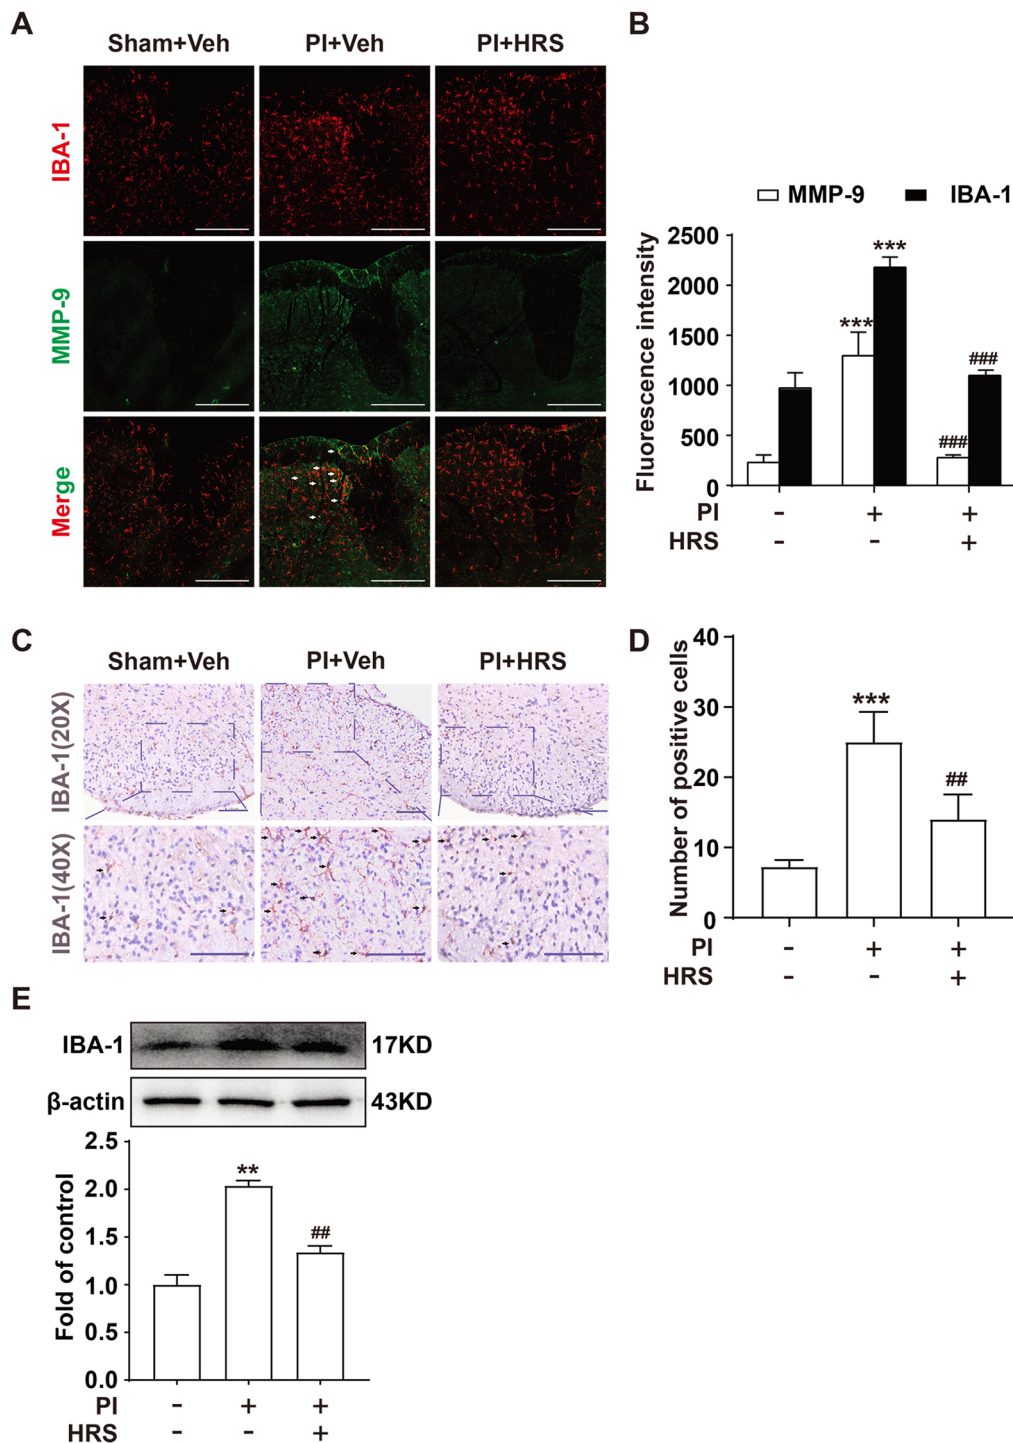 A
Sham+Veh PI+Veh PI+HRS
IBA-1
MMP-9
Merge
B
MMP-9 IBA-1
Fluorescence intensity
2500
2000
1500
1000
500
0
***
***
###
###
PI - + +
HRS - - +
C
Sham+Veh PI+Veh PI+HRS
IBA-1(20X)
IBA-1(40X)
D
Number of positive cells
40
30
20
10
0
***
##
PI - + +
HRS - - +
E
IBA-1 17KD
β-actin 43KD
Fold of control
2.5
2.0
1.5
1.0
0.5
0.0
**
##
PI - + +
HRS - - +